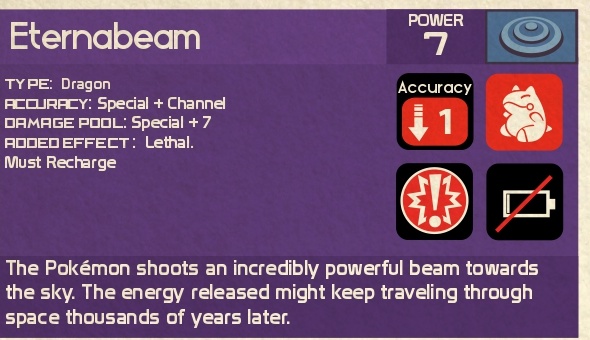 Eternabeam
POWER
7
TYPE: Dragon
ACCURACY: Special + Channel
DAMAGE POOL: Special + 7
ADDED EFFECT: Lethal.
Must Recharge
Accuracy
1
The Pokémon shoots an incredibly powerful beam towards
the sky. The energy released might keep traveling through
space thousands of years later.